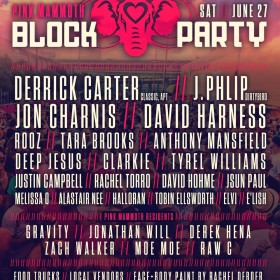 PINK MAMMOTH
SAT JUNE 27
BLOCK PARTY
DERRICK CARTER CLASSIC, APT // J.PHLIP DIRTYBIRD
JON CHARNIS // DAVID HARNESS
ROOZ // TARA BROOKS // ANTHONY MANSFIELD
DEEP JESUS // CLARKIE // TYREL WILLIAMS
JUSTIN CAMPBELL // RACHEL TORRO // DAVID HOHME // JSUN PAUL
MELISSA G // ALASTAIR NEE // HALLORAN // TOBIN ELLSWORTH // ELVI // E'LISH
PINK MAMMOTH RESIDENTS
GRAVITY // JONATHAN WILL // DEREK HENA
ZACH WALKER // MOE MOE // RAW G
FOOD TRUCKS // LOCAL VENDORS // FACE-BODY PAINT BY RACHEL DEBOER